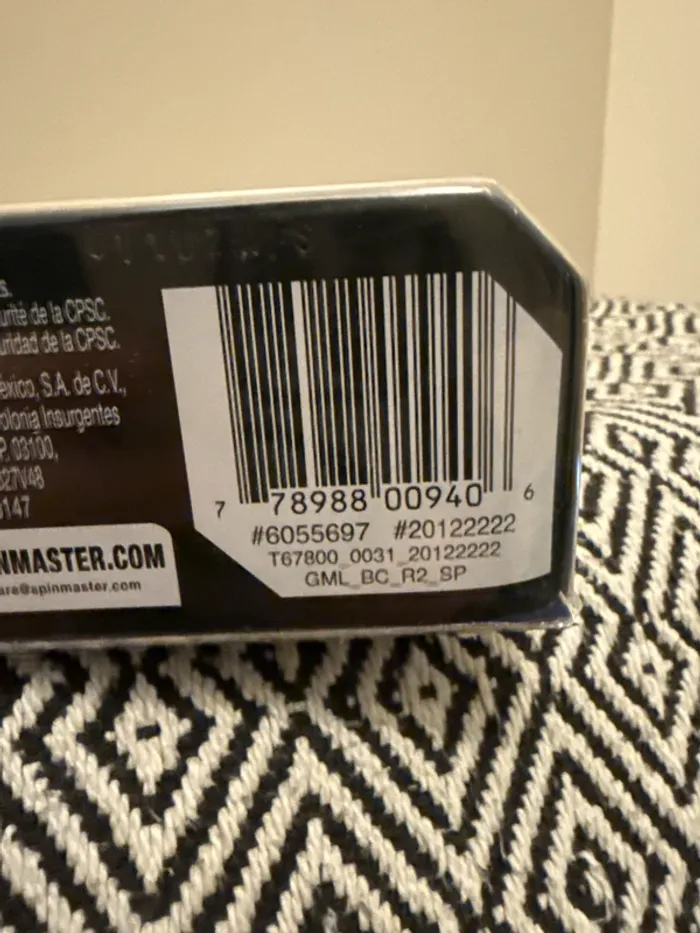 s.
urité de la CPSC.
uridad de la CPSC.
éxico, S.A. de C.V.,
olonia Insurgentes
P. 03100,
327V48
0147
NMASTER.COM
are@spinmaster.com
7 78988 00940 6
#6055697 #20122222
T67800_0031_20122222
GML_BC_R2_SP